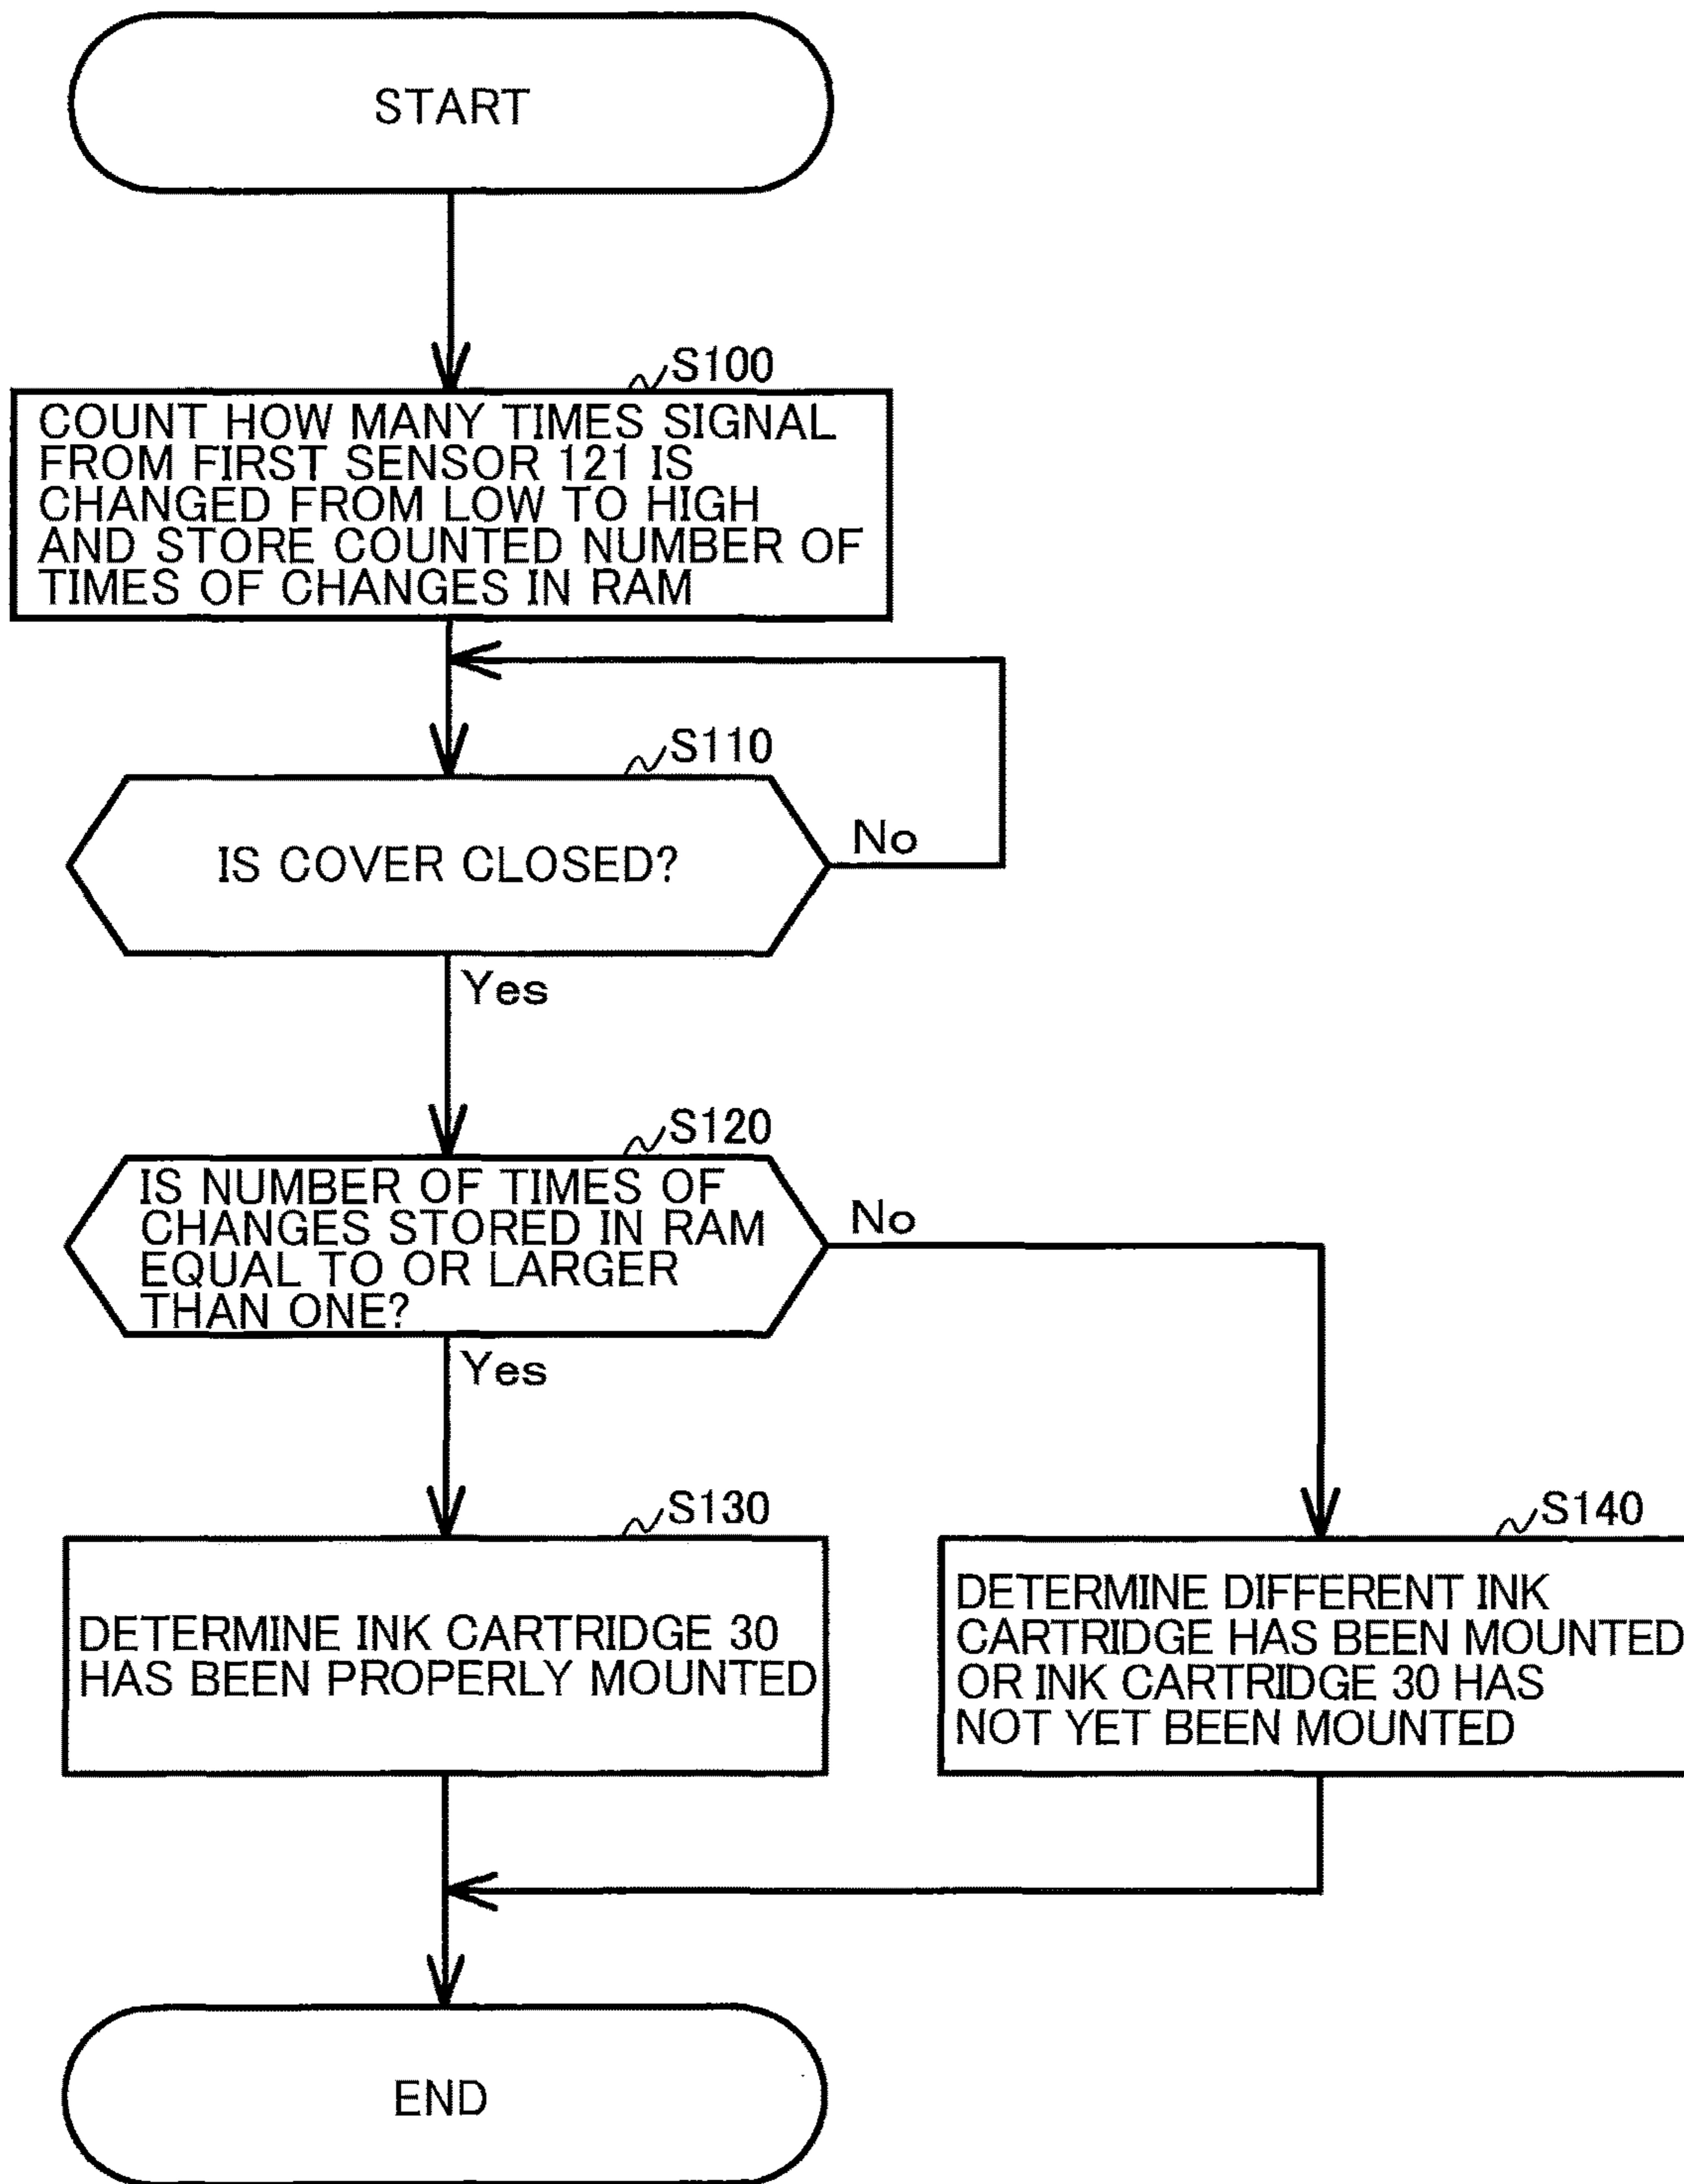 START
S100
COUNT HOW MANY TIMES SIGNAL
FROM FIRST SENSOR 121 IS
CHANGED FROM LOW TO HIGH
AND STORE COUNTED NUMBER OF
TIMES OF CHANGES IN RAM
S110
IS COVER CLOSED?
No
Yes
S120
IS NUMBER OF TIMES OF
CHANGES STORED IN RAM
EQUAL TO OR LARGER
THAN ONE?
No
Yes
S130
DETERMINE INK CARTRIDGE 30
HAS BEEN PROPERLY MOUNTED
S140
DETERMINE DIFFERENT INK
CARTRIDGE HAS BEEN MOUNTED
OR INK CARTRIDGE 30 HAS
NOT YET BEEN MOUNTED
END